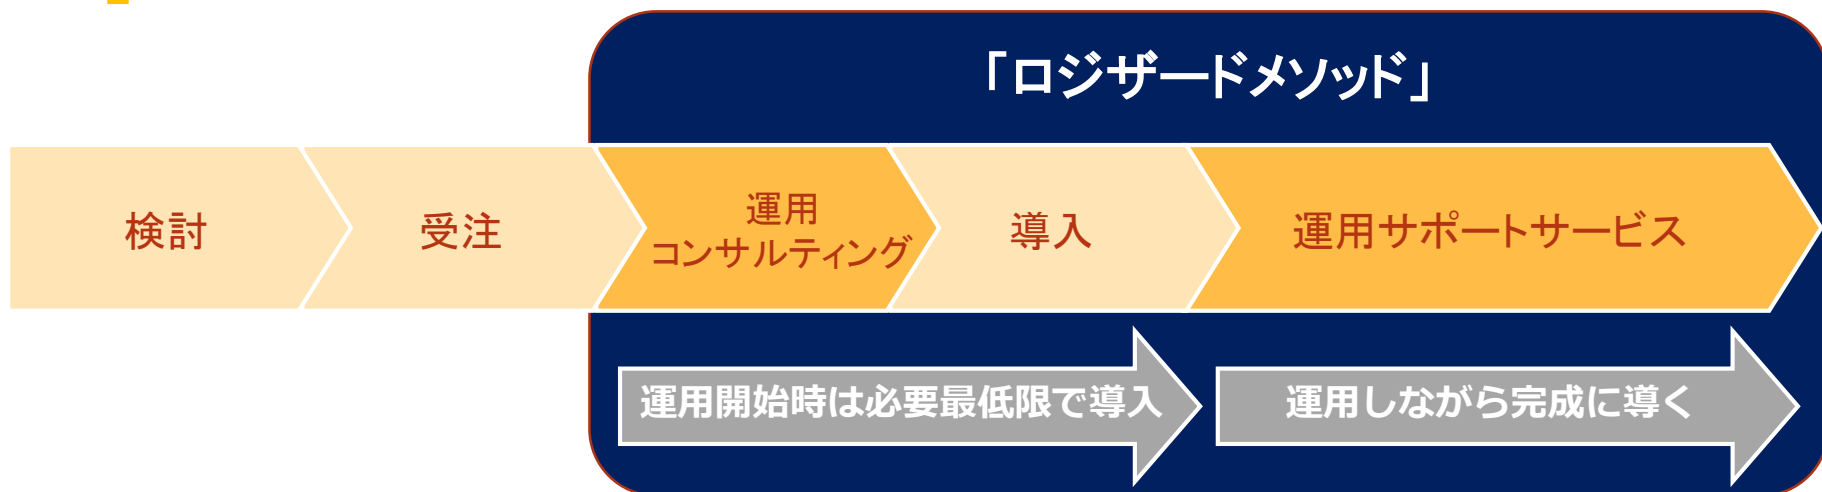 「ロジザードメソッド」
検討
受注
運用
コンサルティング
導入
運用サポートサービス
運用開始時は必要最低限で導入
運用しながら完成に導く